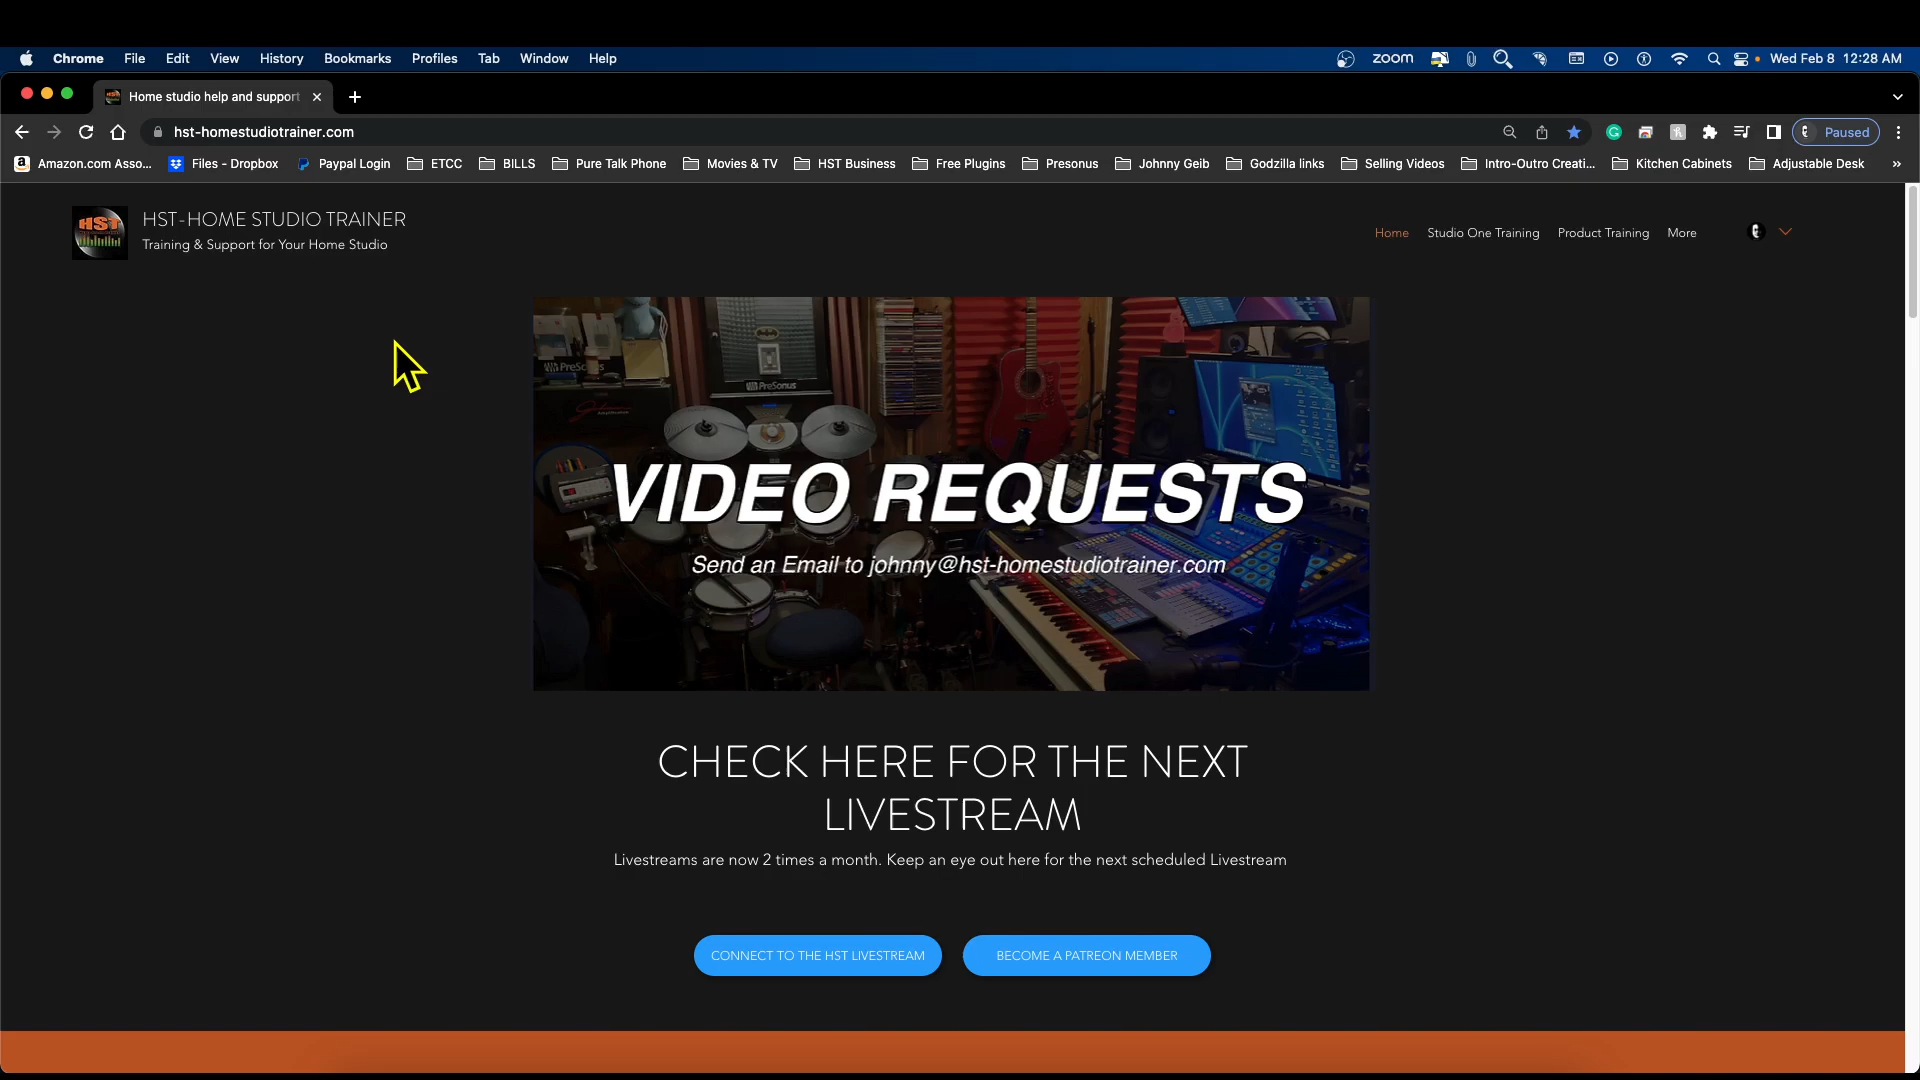 Chrome File Edit View History Bookmarks Profiles Tab Window Help zoom Wed Feb 8 12:28 AM
Home studio help and support
hst-homestudiotrainer.com Paused
Amazon.com Asso... Files - Dropbox Paypal Login ETCC BILLS Pure Talk Phone Movies & TV HST Business Free Plugins Presonus Johnny Geib Godzilla links Selling Videos Intro-Outro Creati... Kitchen Cabinets Adjustable Desk »
HST
HST-HOME STUDIO TRAINER
Training & Support for Your Home Studio
Home Studio One Training Product Training More
PreSonus
PreSonus
VIDEO REQUESTS
Send an Email to johnny@hst-homestudiotrainer.com
CHECK HERE FOR THE NEXT
LIVESTREAM
Livestreams are now 2 times a month. Keep an eye out here for the next scheduled Livestream
CONNECT TO THE HST LIVESTREAM BECOME A PATREON MEMBER